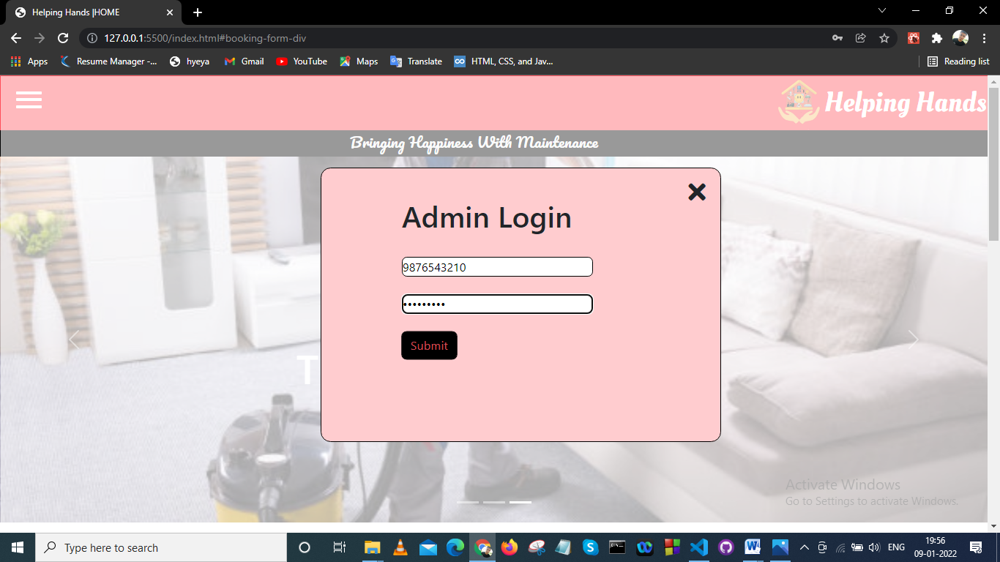 Helping Hands |HOME
127.0.0.1:5500/index.html#booking-form-div
Apps Resume Manager -... hyeya Gmail YouTube Maps Translate HTML, CSS, and Jav... Reading list
Helping Hands
Bringing Happiness With Maintenance
Admin Login
9876543210
•••••••••
Submit
T
Activate Windows
Go to Settings to activate Windows.
Type here to search
ENG
19:56
09-01-2022